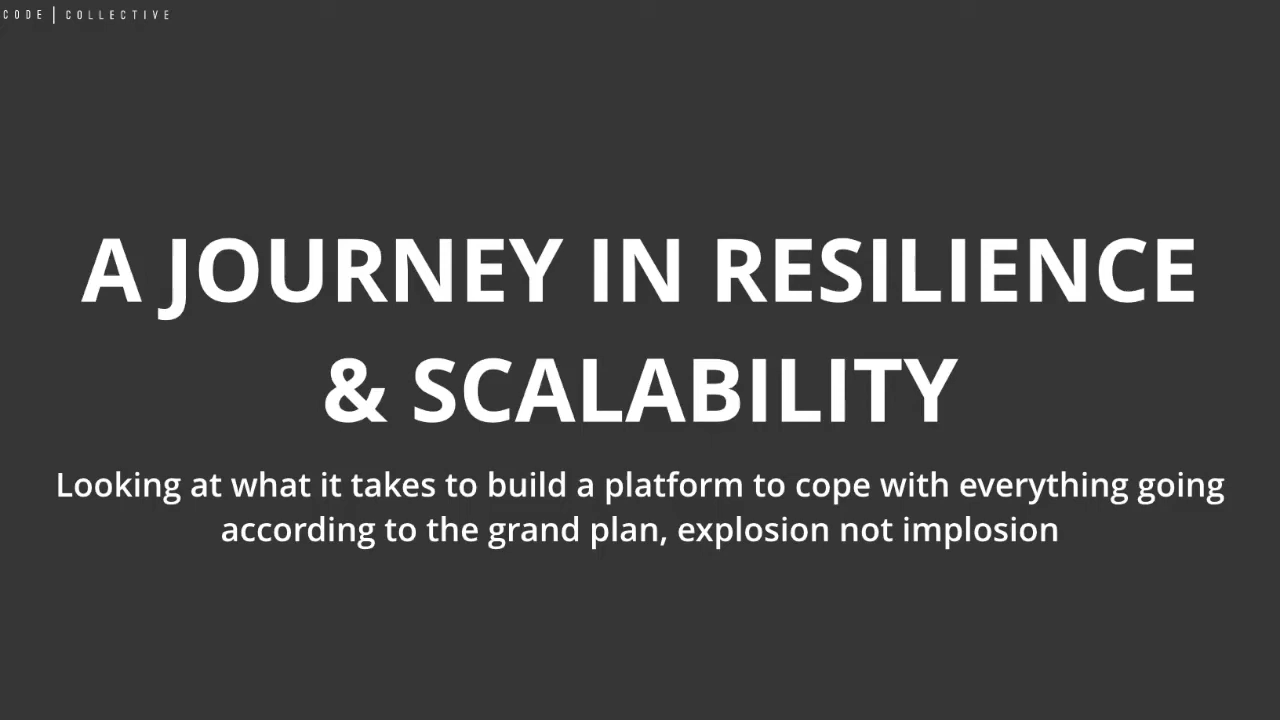 CODE | COLLECTIVE
A JOURNEY IN RESILIENCE
& SCALABILITY
Looking at what it takes to build a platform to cope with everything going
according to the grand plan, explosion not implosion